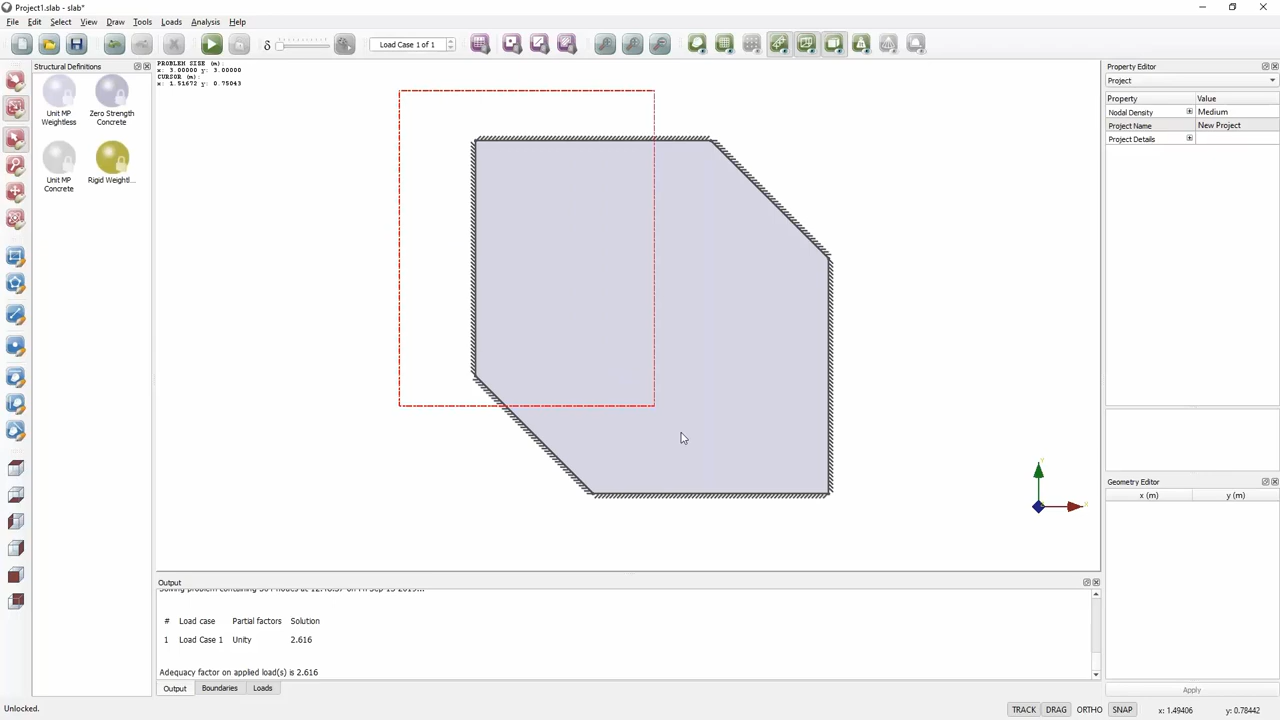 Project1.slab - slab*
File Edit Select View Draw Tools Loads Analysis Help
δ
Load Case 1 of 1
Structural Definitions
Unit MP Weightless
Zero Strength Concrete
Unit MP Concrete
Rigid Weightl...
PROBLEM SIZE (m)
x: 3.00000 y: 3.00000
CURSOR (m):
x: 1.51672 y: 0.75043
Property Editor
Project
Property Value
Nodal Density Medium
Project Name New Project
Project Details
Geometry Editor
x (m) y (m)
Apply
Output
# Load case Partial factors Solution
1 Load Case 1 Unity 2.616
Adequacy factor on applied load(s) is 2.616
Output Boundaries Loads
Unlocked.
TRACK DRAG ORTHO SNAP x: 1.49406 y: 0.78442